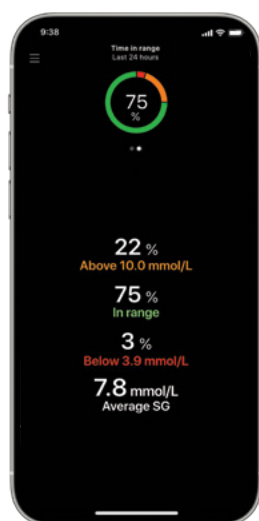 9:38
Time in range
Last 24 hours
75
%
22 %
Above 10.0 mmol/L
75 %
In range
3 %
Below 3.9 mmol/L
7.8 mmol/L
Average SG